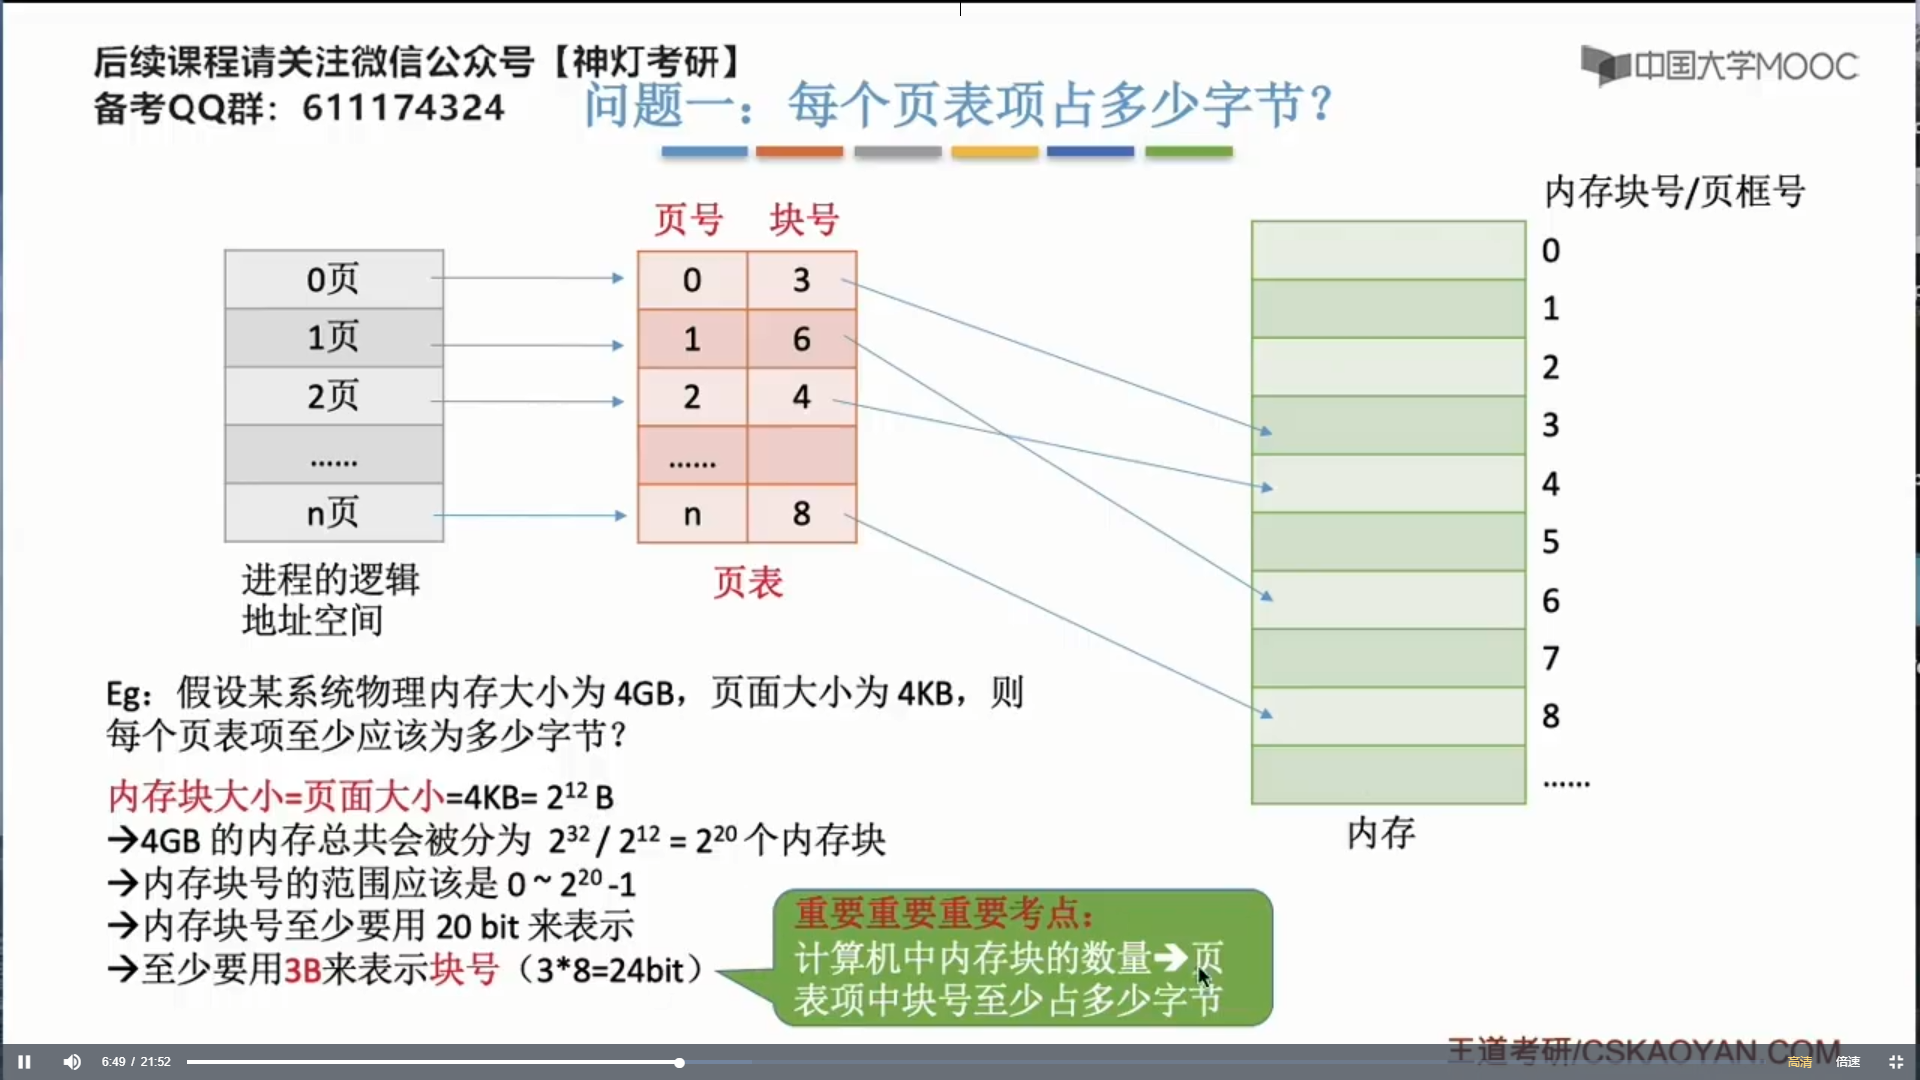 后续课程请关注微信公众号【神灯考研】
备考QQ群：611174324
中国大学MOOC
问题一：每个页表项占多少字节？
内存块号/页框号
页号 块号
0页
1页
2页
......
n页
进程的逻辑
地址空间
0 3
1 6
2 4
......
n 8
页表
0
1
2
3
4
5
6
7
8
......
内存
Eg：假设某系统物理内存大小为 4GB，页面大小为 4KB，则
每个页表项至少应该为多少字节？
内存块大小=页面大小=4KB= 2¹² B
→4GB 的内存总共会被分为 2³² / 2¹² = 2²⁰ 个内存块
→内存块号的范围应该是 0 ~ 2²⁰ -1
→内存块号至少要用 20 bit 来表示
→至少要用3B来表示块号（3*8=24bit）
重要重要重要考点：
计算机中内存块的数量→页
表项中块号至少占多少字节
王道考研/CSKAOYAN.COM
6:49 / 21:52
高清 倍速